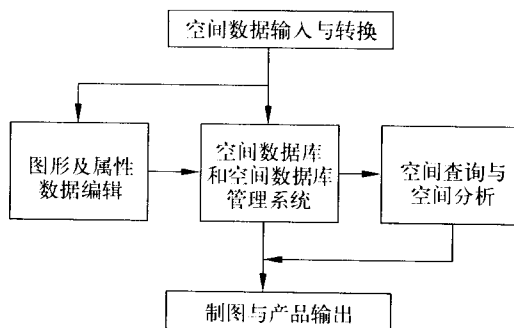 空间数据输入与转换
图形及属性
数据编辑
空间数据库
和空间数据库
管理系统
空间查询与
空间分析
制图与产品输出